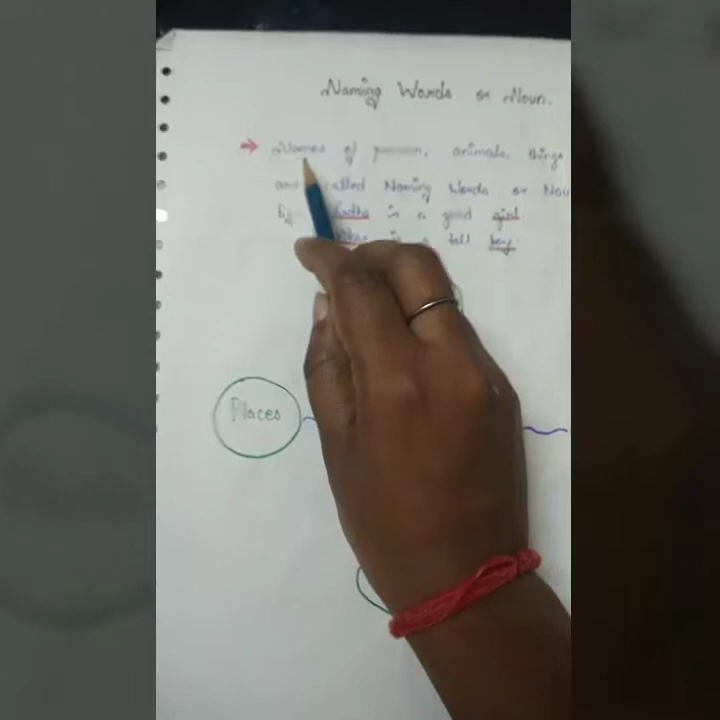 Naming Words or Noun.
Names of person, animals, things
are called Naming Words or Nou
Eg is a good girl
is a tall boy.
Places